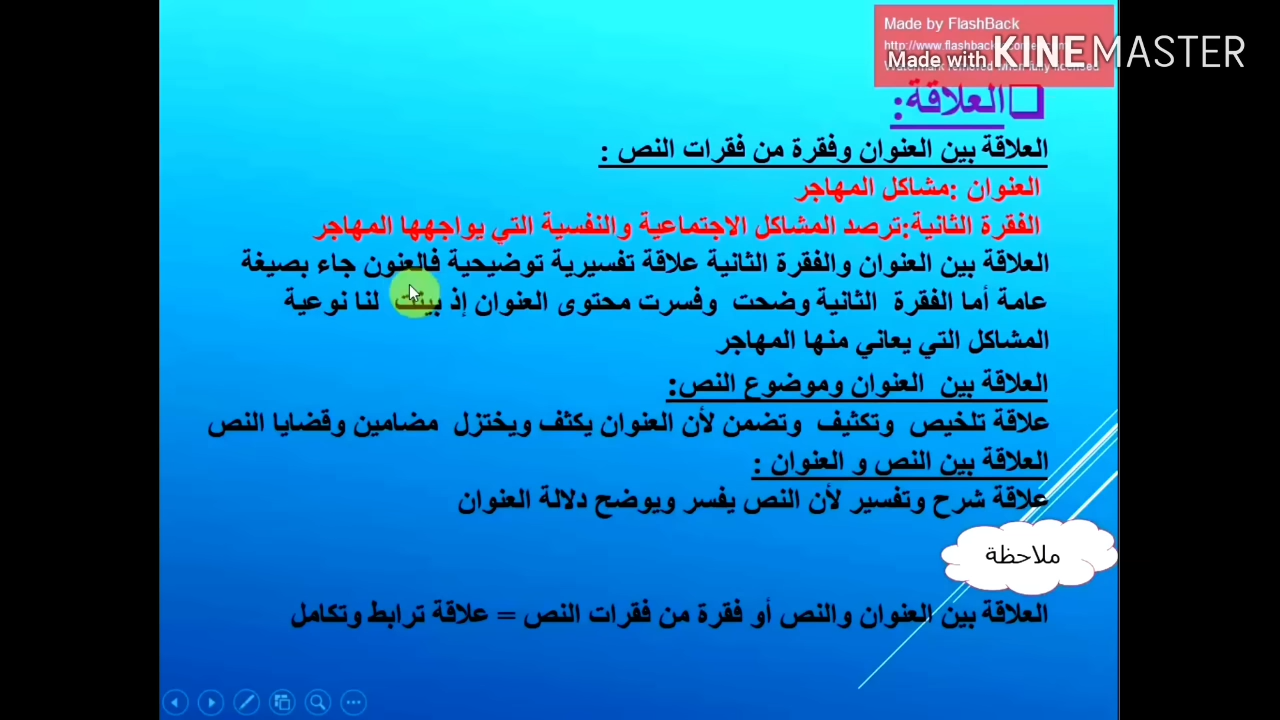 Made by FlashBack
Made with KINEMASTER
العلاقة:
العلاقة بين العنوان وفقرة من فقرات النص :
العنوان :مشاكل المهاجر
الفقرة الثانية:ترصد المشاكل الاجتماعية والنفسية التي يواجهها المهاجر
العلاقة بين العنوان والفقرة الثانية علاقة تفسيرية توضيحية فالعنون جاء بصيغة
عامة أما الفقرة الثانية وضحت وفسرت محتوى العنوان إذ بينت لنا نوعية
المشاكل التي يعاني منها المهاجر
العلاقة بين العنوان وموضوع النص:
علاقة تلخيص وتكثيف وتضمن لأن العنوان يكثف ويختزل مضامين وقضايا النص
العلاقة بين النص و العنوان :
علاقة شرح وتفسير لأن النص يفسر ويوضح دلالة العنوان
ملاحظة
العلاقة بين العنوان والنص أو فقرة من فقرات النص = علاقة ترابط وتكامل